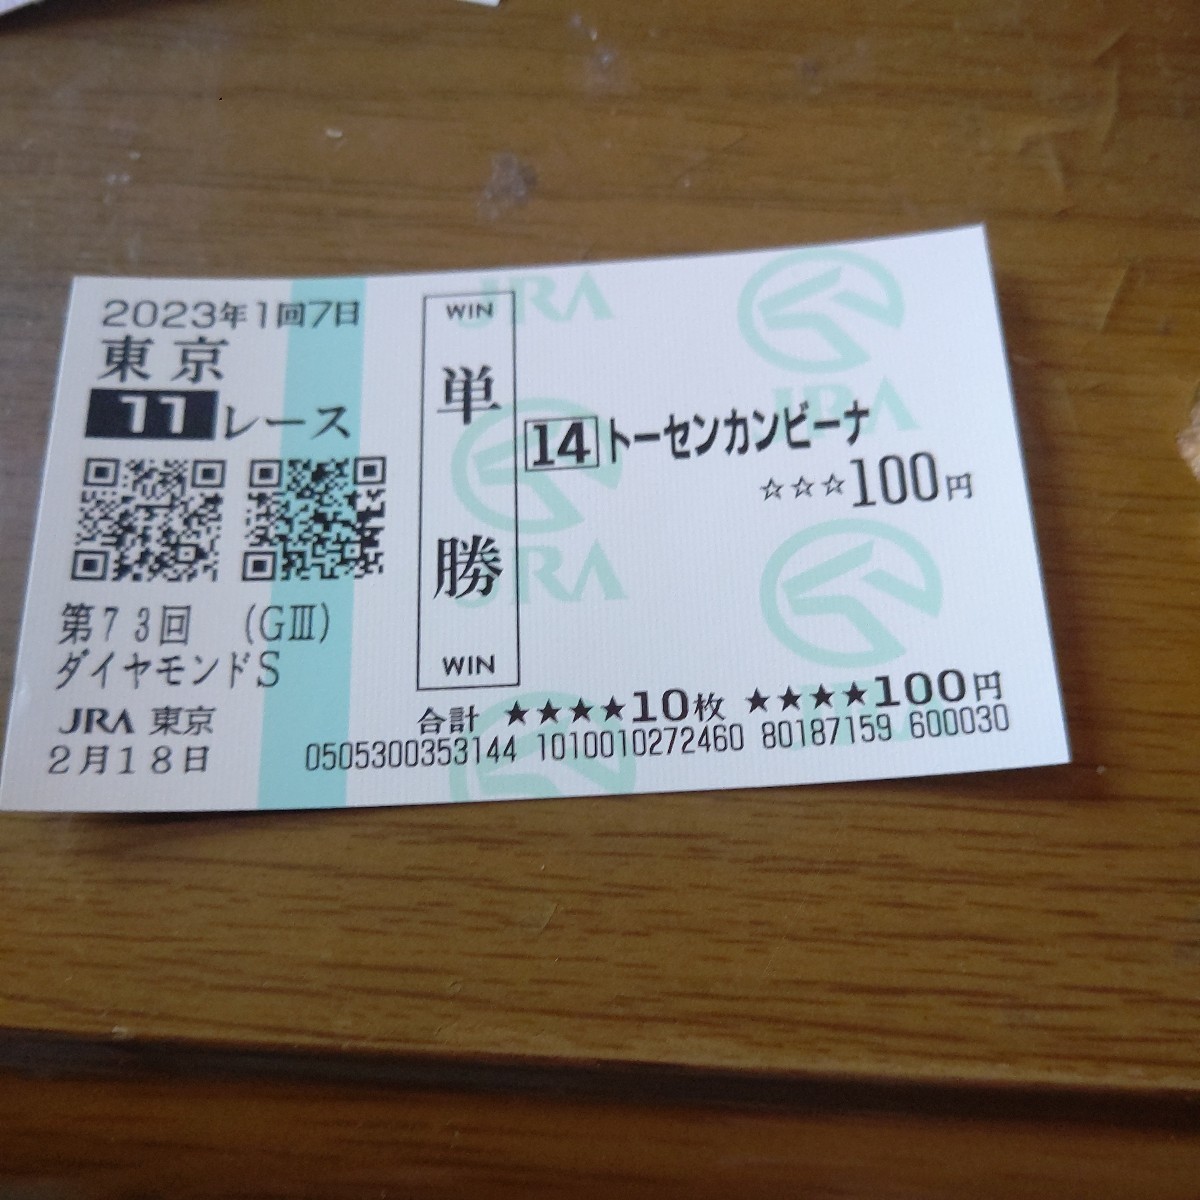 2023年1回7日
東京
11レース
第73回 (GⅢ)
ダイヤモンドS
JRA 東京
2月18日
WIN
単勝
WIN
14 トーセンカンビーナ
☆☆☆100円
合計 ★★★★10枚 ★★★★100円
0505300353144 1010010272460 80187159 600030
JRA
JRA
JRA